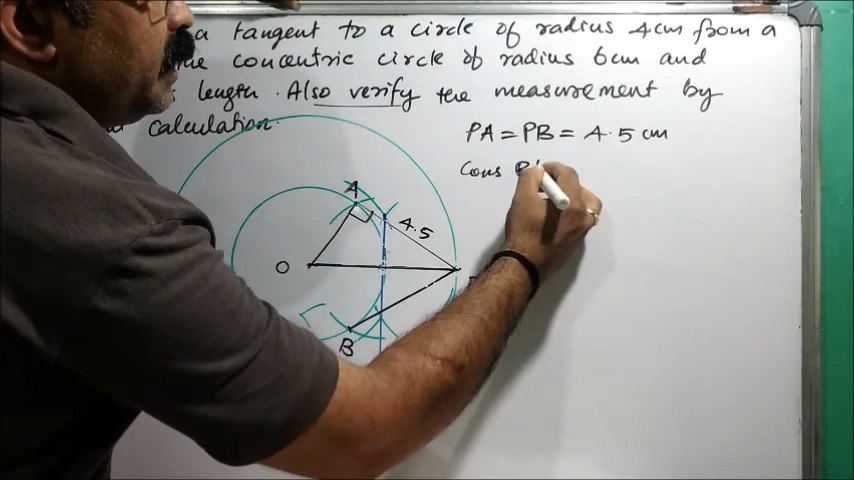 a tangent to a circle of radius 4cm from a
concentric circle of radius 6cm and
length. Also verify the measurement by
calculation.
PA = PB = 4.5 cm
Cons
A
4.5
O
B